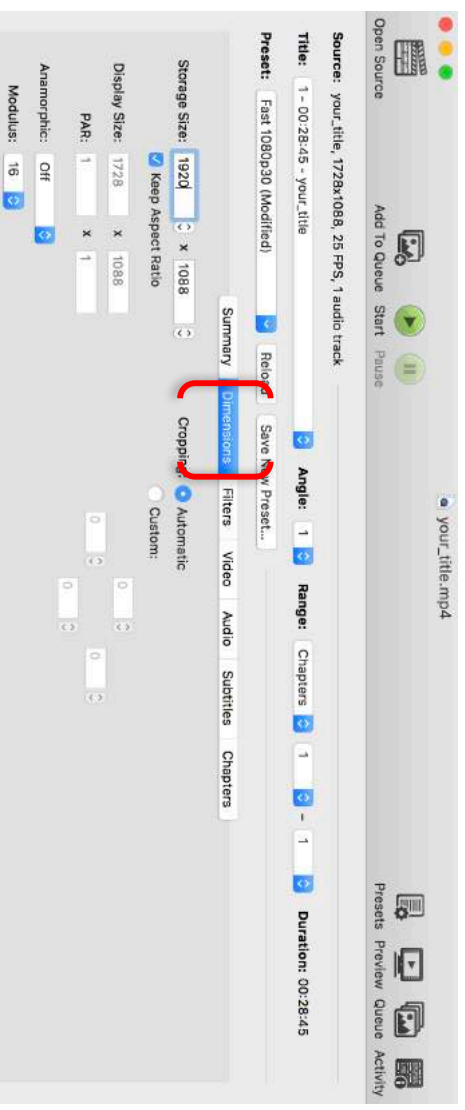 your_title.mp4
Open Source Add To Queue Start Pause Presets Preview Queue Activity
Source: your_title, 1728x1088, 25 FPS, 1 audio track
Title: 1 - 00:28:45 - your_title Angle: 1 Range: Chapters 1 - 1 Duration: 00:28:45
Preset: Fast 1080p30 (Modified) Reload Save New Preset...
Summary Dimensions Filters Video Audio Subtitles Chapters
Storage Size: 1920 x 1088 Cropping: Automatic
Keep Aspect Ratio Custom:
Display Size: 1728 x 1088 0
PAR: 1 x 1 0 0
Anamorphic: Off 0
Modulus: 16